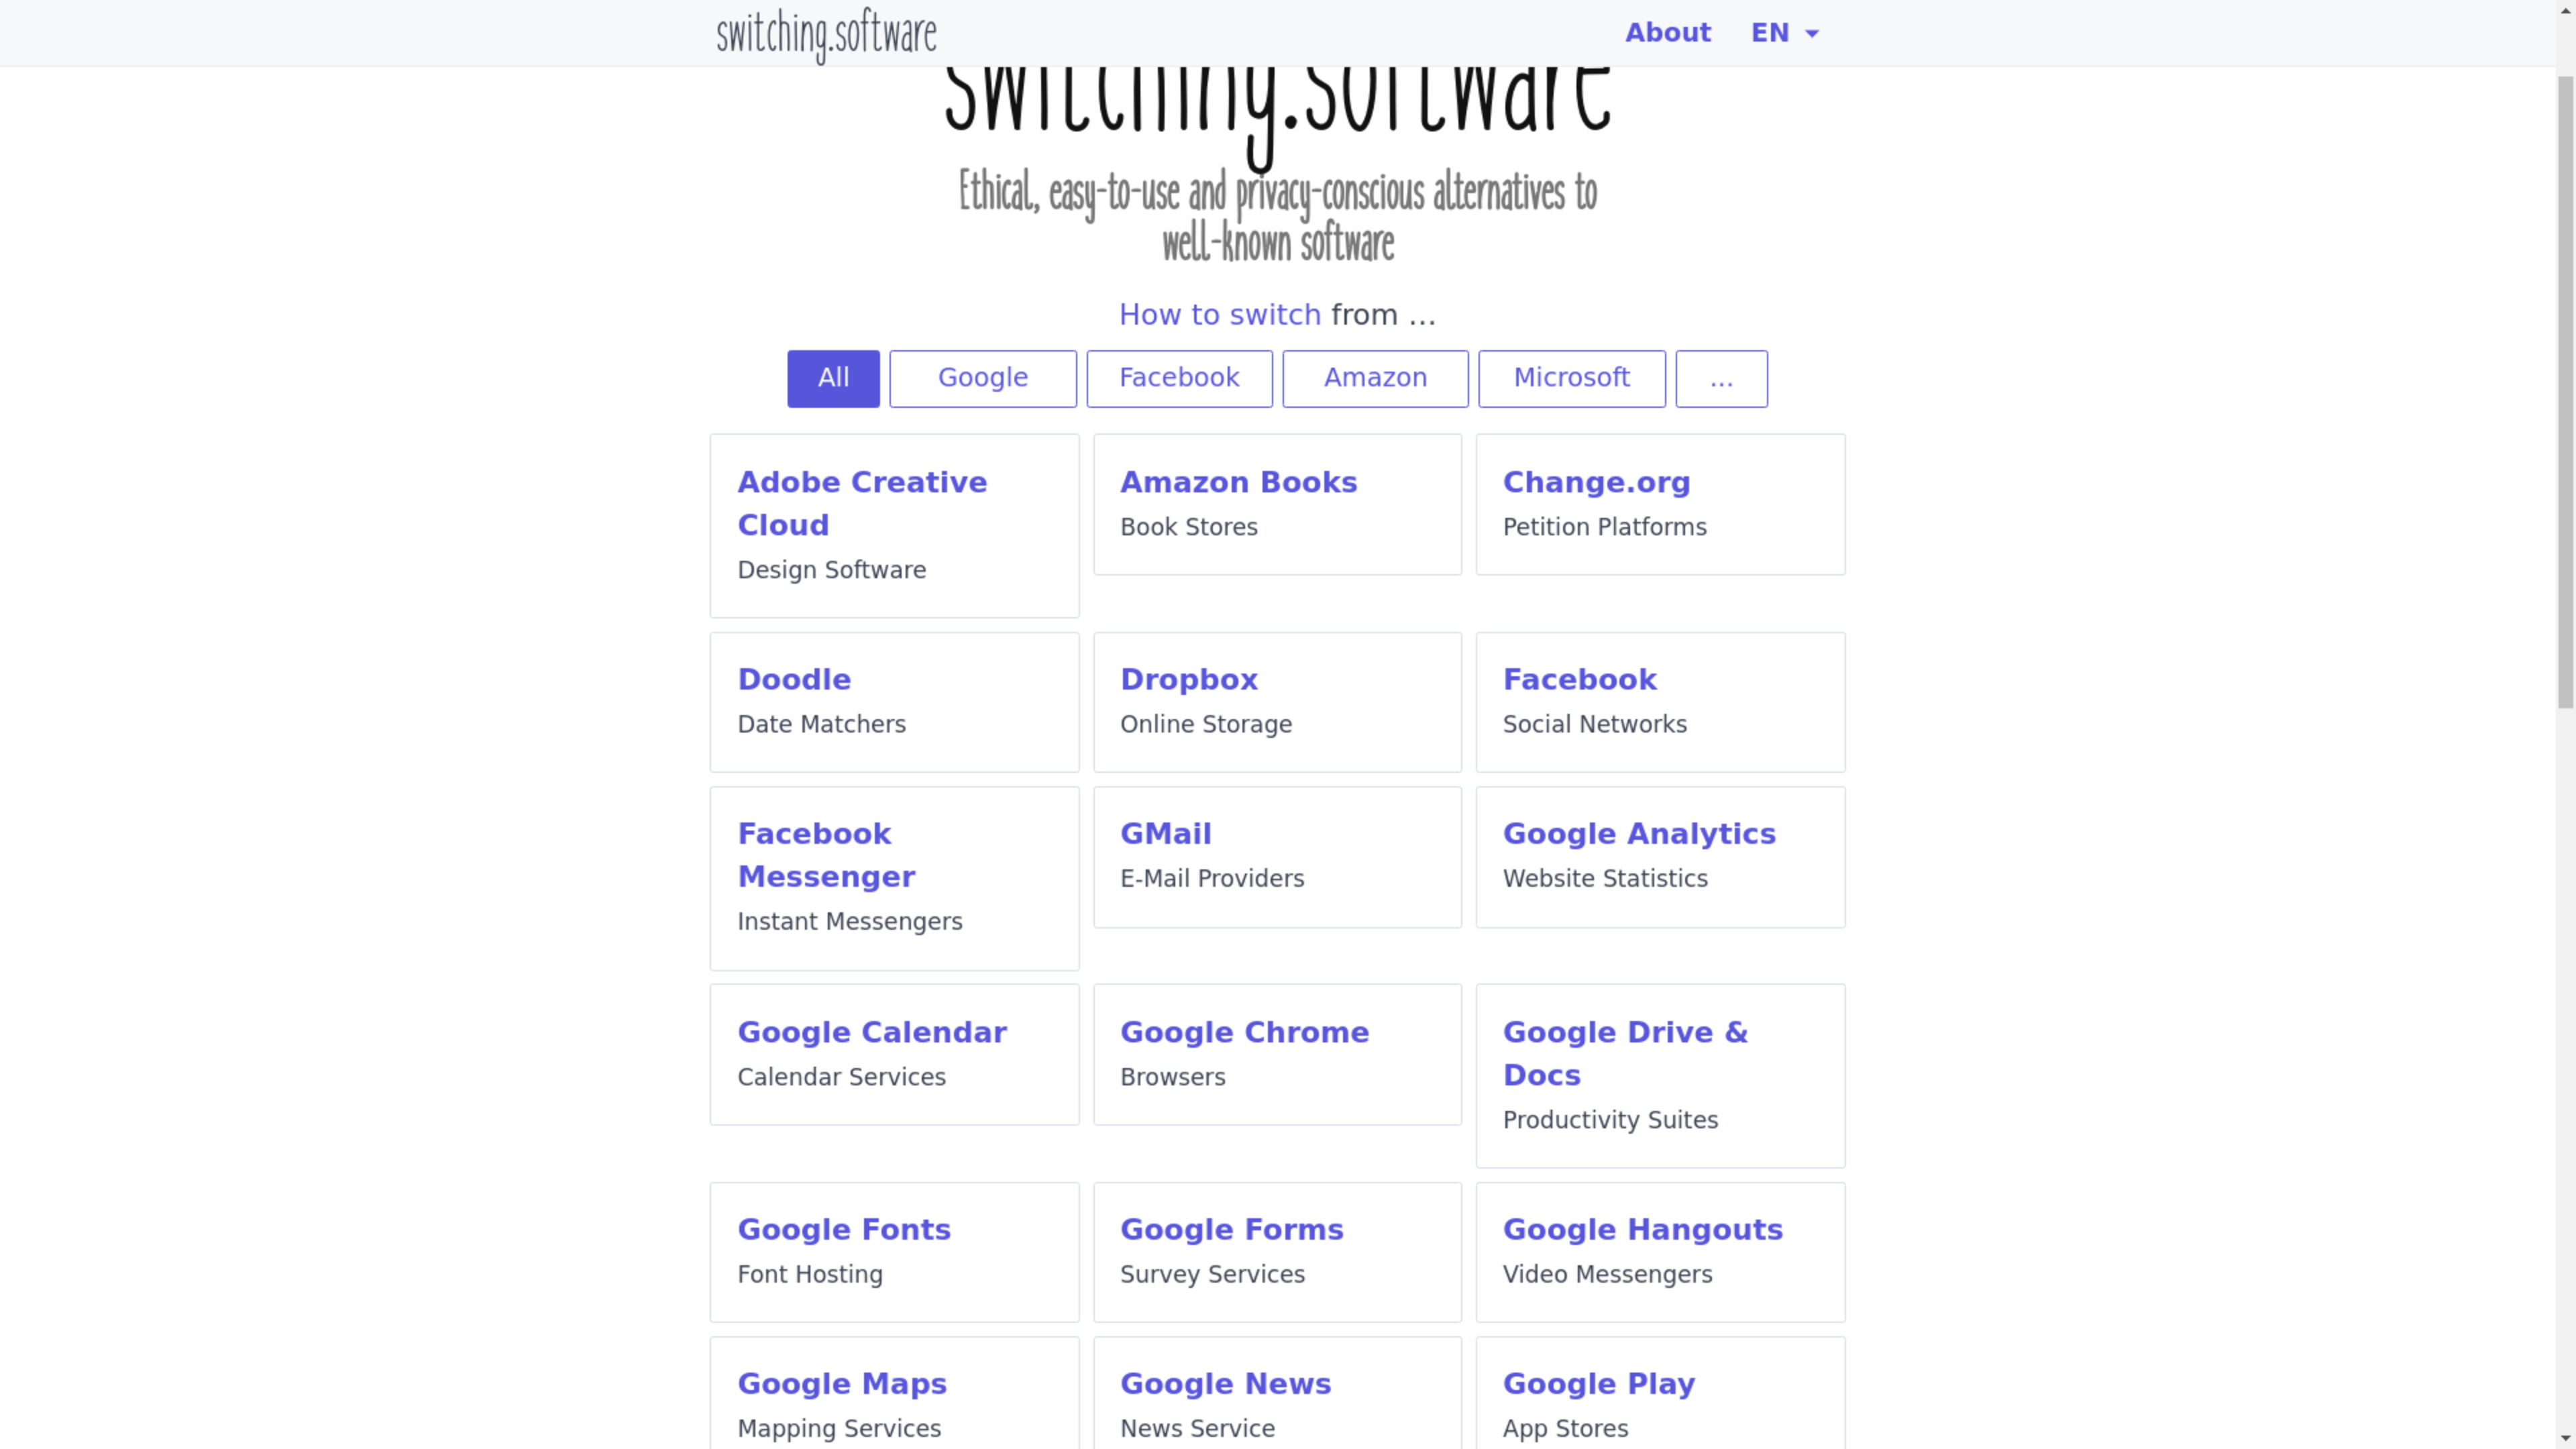 switching.software
About
EN
switching.software
Ethical, easy-to-use and privacy-conscious alternatives to
well-known software
How to switch from ...
All
Google
Facebook
Amazon
Microsoft
...
Adobe Creative
Cloud
Design Software
Amazon Books
Book Stores
Change.org
Petition Platforms
Doodle
Date Matchers
Dropbox
Online Storage
Facebook
Social Networks
Facebook
Messenger
Instant Messengers
GMail
E-Mail Providers
Google Analytics
Website Statistics
Google Calendar
Calendar Services
Google Chrome
Browsers
Google Drive &
Docs
Productivity Suites
Google Fonts
Font Hosting
Google Forms
Survey Services
Google Hangouts
Video Messengers
Google Maps
Mapping Services
Google News
News Service
Google Play
App Stores